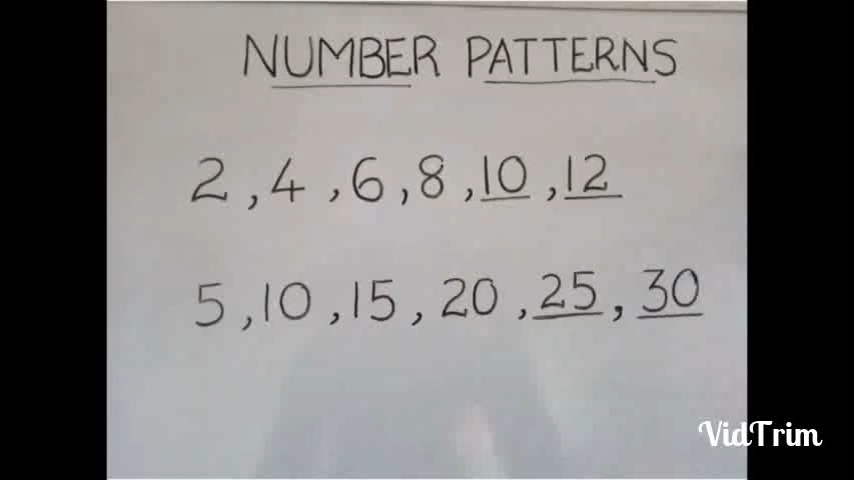 NUMBER PATTERNS
2, 4, 6, 8, 10, 12
5, 10, 15, 20, 25, 30
VidTrim